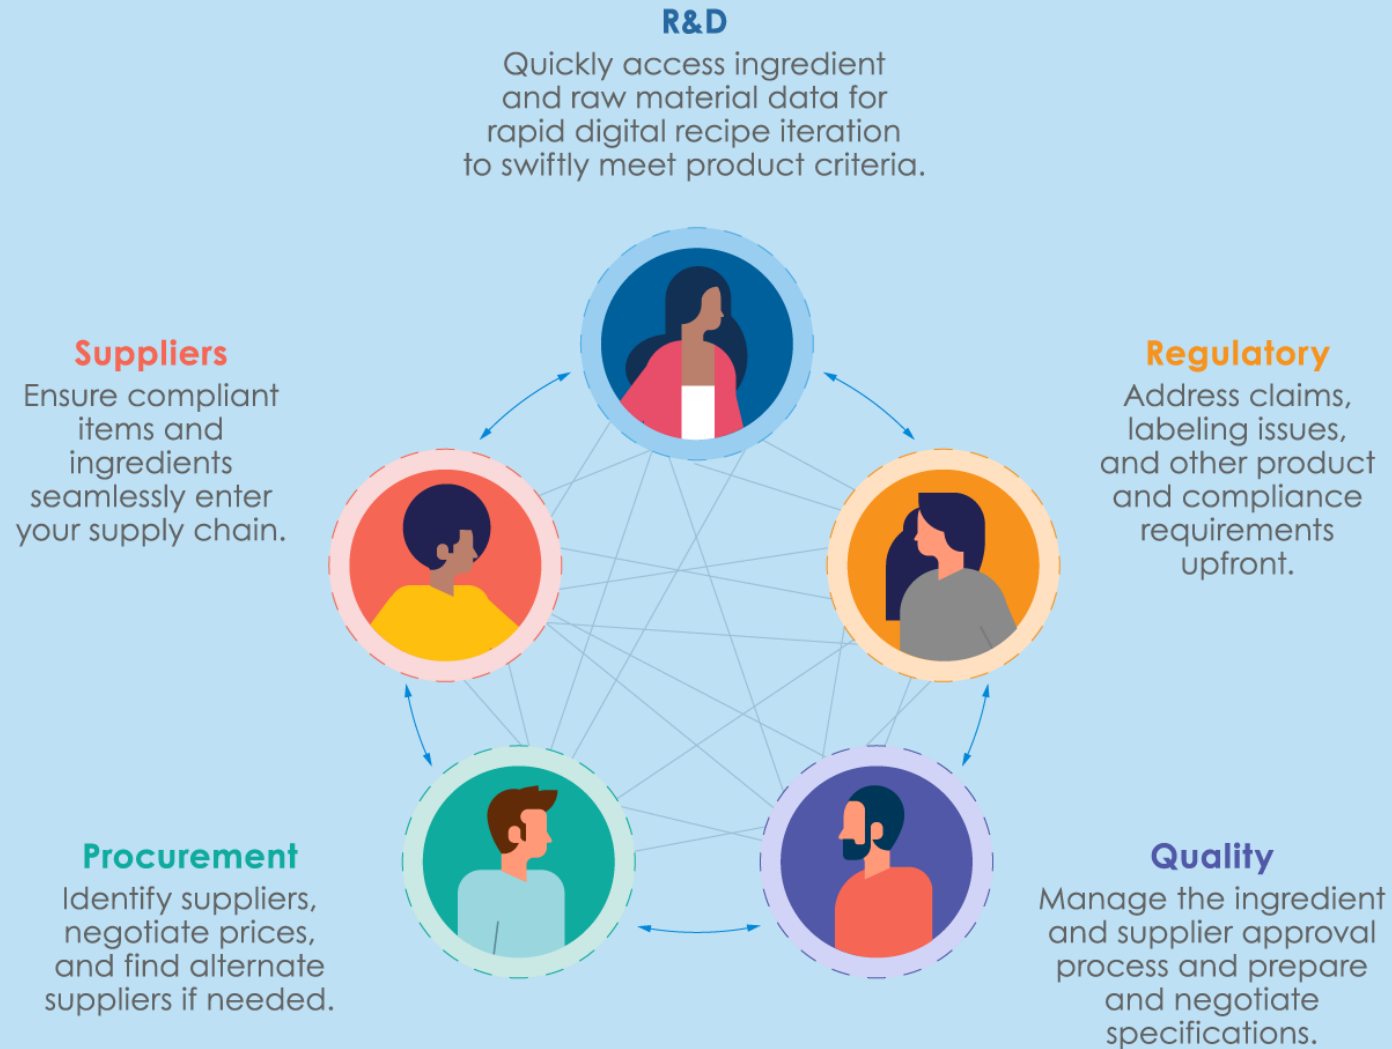 R&D
Quickly access ingredient
and raw material data for
rapid digital recipe iteration
to swiftly meet product criteria.
Suppliers
Ensure compliant
items and
ingredients
seamlessly enter
your supply chain.
Regulatory
Address claims,
labeling issues,
and other product
and compliance
requirements
upfront.
Procurement
Identify suppliers,
negotiate prices,
and find alternate
suppliers if needed.
Quality
Manage the ingredient
and supplier approval
process and prepare
and negotiate
specifications.